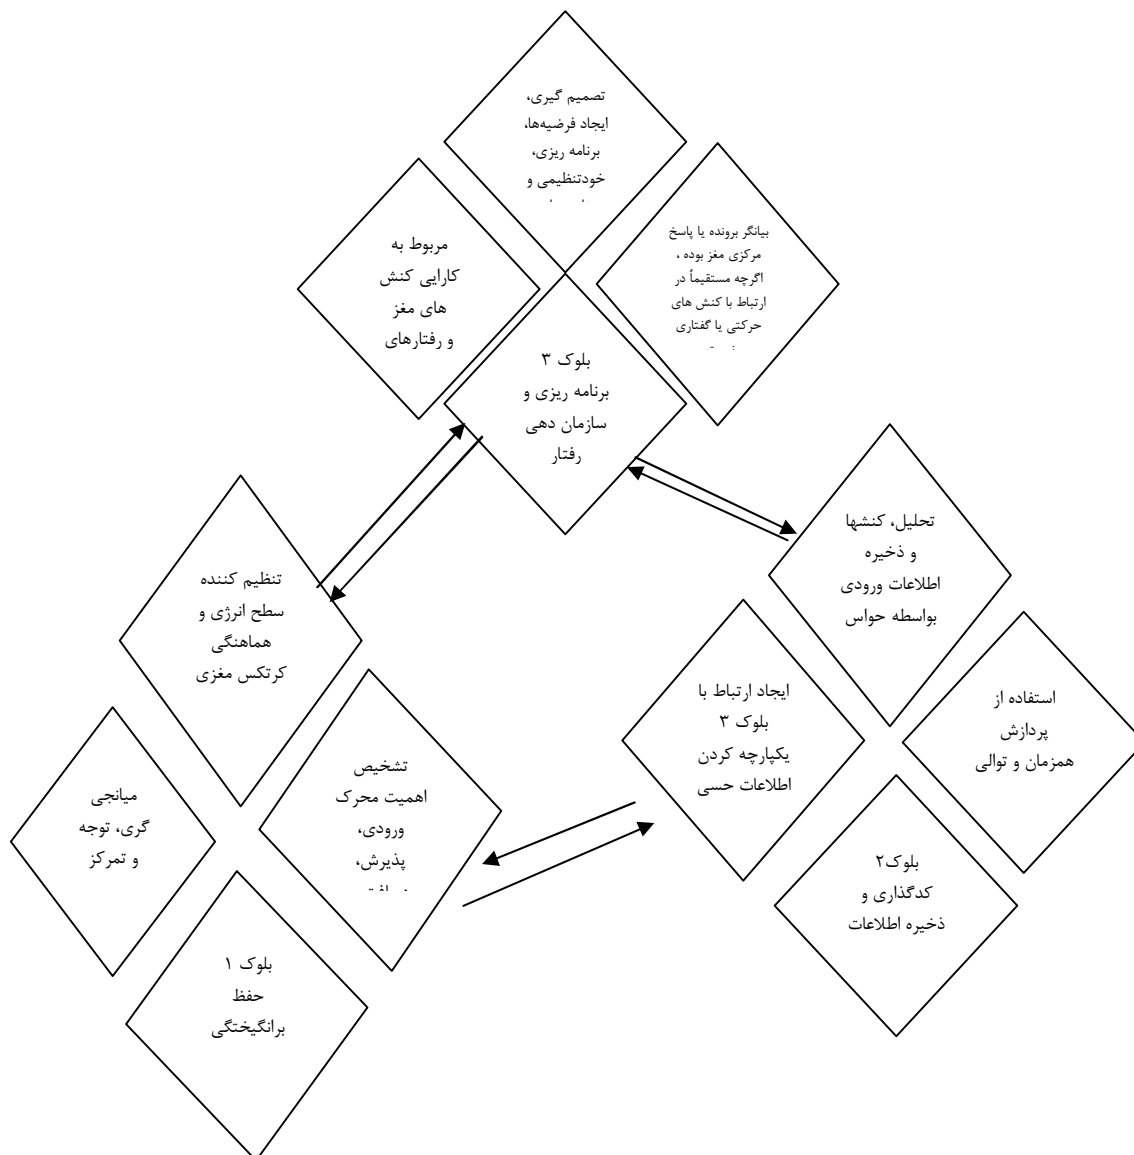 تصمیم گیری،
ایجاد فرضیه‌ها،
برنامه ریزی،
خودتنظیمی و
مربوط به
کارایی کنش
های مغز
و رفتارهای
بیانگر برونده یا پاسخ
مرکزی مغز بوده ،
اگرچه مستقیماً در
ارتباط با کنش های
حرکتی یا گفتاری
بلوک ۳
برنامه ریزی و
سازمان دهی
رفتار
تحلیل، کنشها
و ذخیره
اطلاعات ورودی
بواسطه حواس
ایجاد ارتباط با
بلوک ۳
یکپارچه کردن
اطلاعات حسی
استفاده از
پردازش
همزمان و توالی
بلوک۲
کدگذاری و
ذخیره اطلاعات
تنظیم کننده
سطح انرژی و
هماهنگی
کرتکس مغزی
تشخیص
اهمیت محرک
ورودی،
پذیرش،
میانجی
گری، توجه
و تمرکز
بلوک ۱
حفظ
برانگیختگی